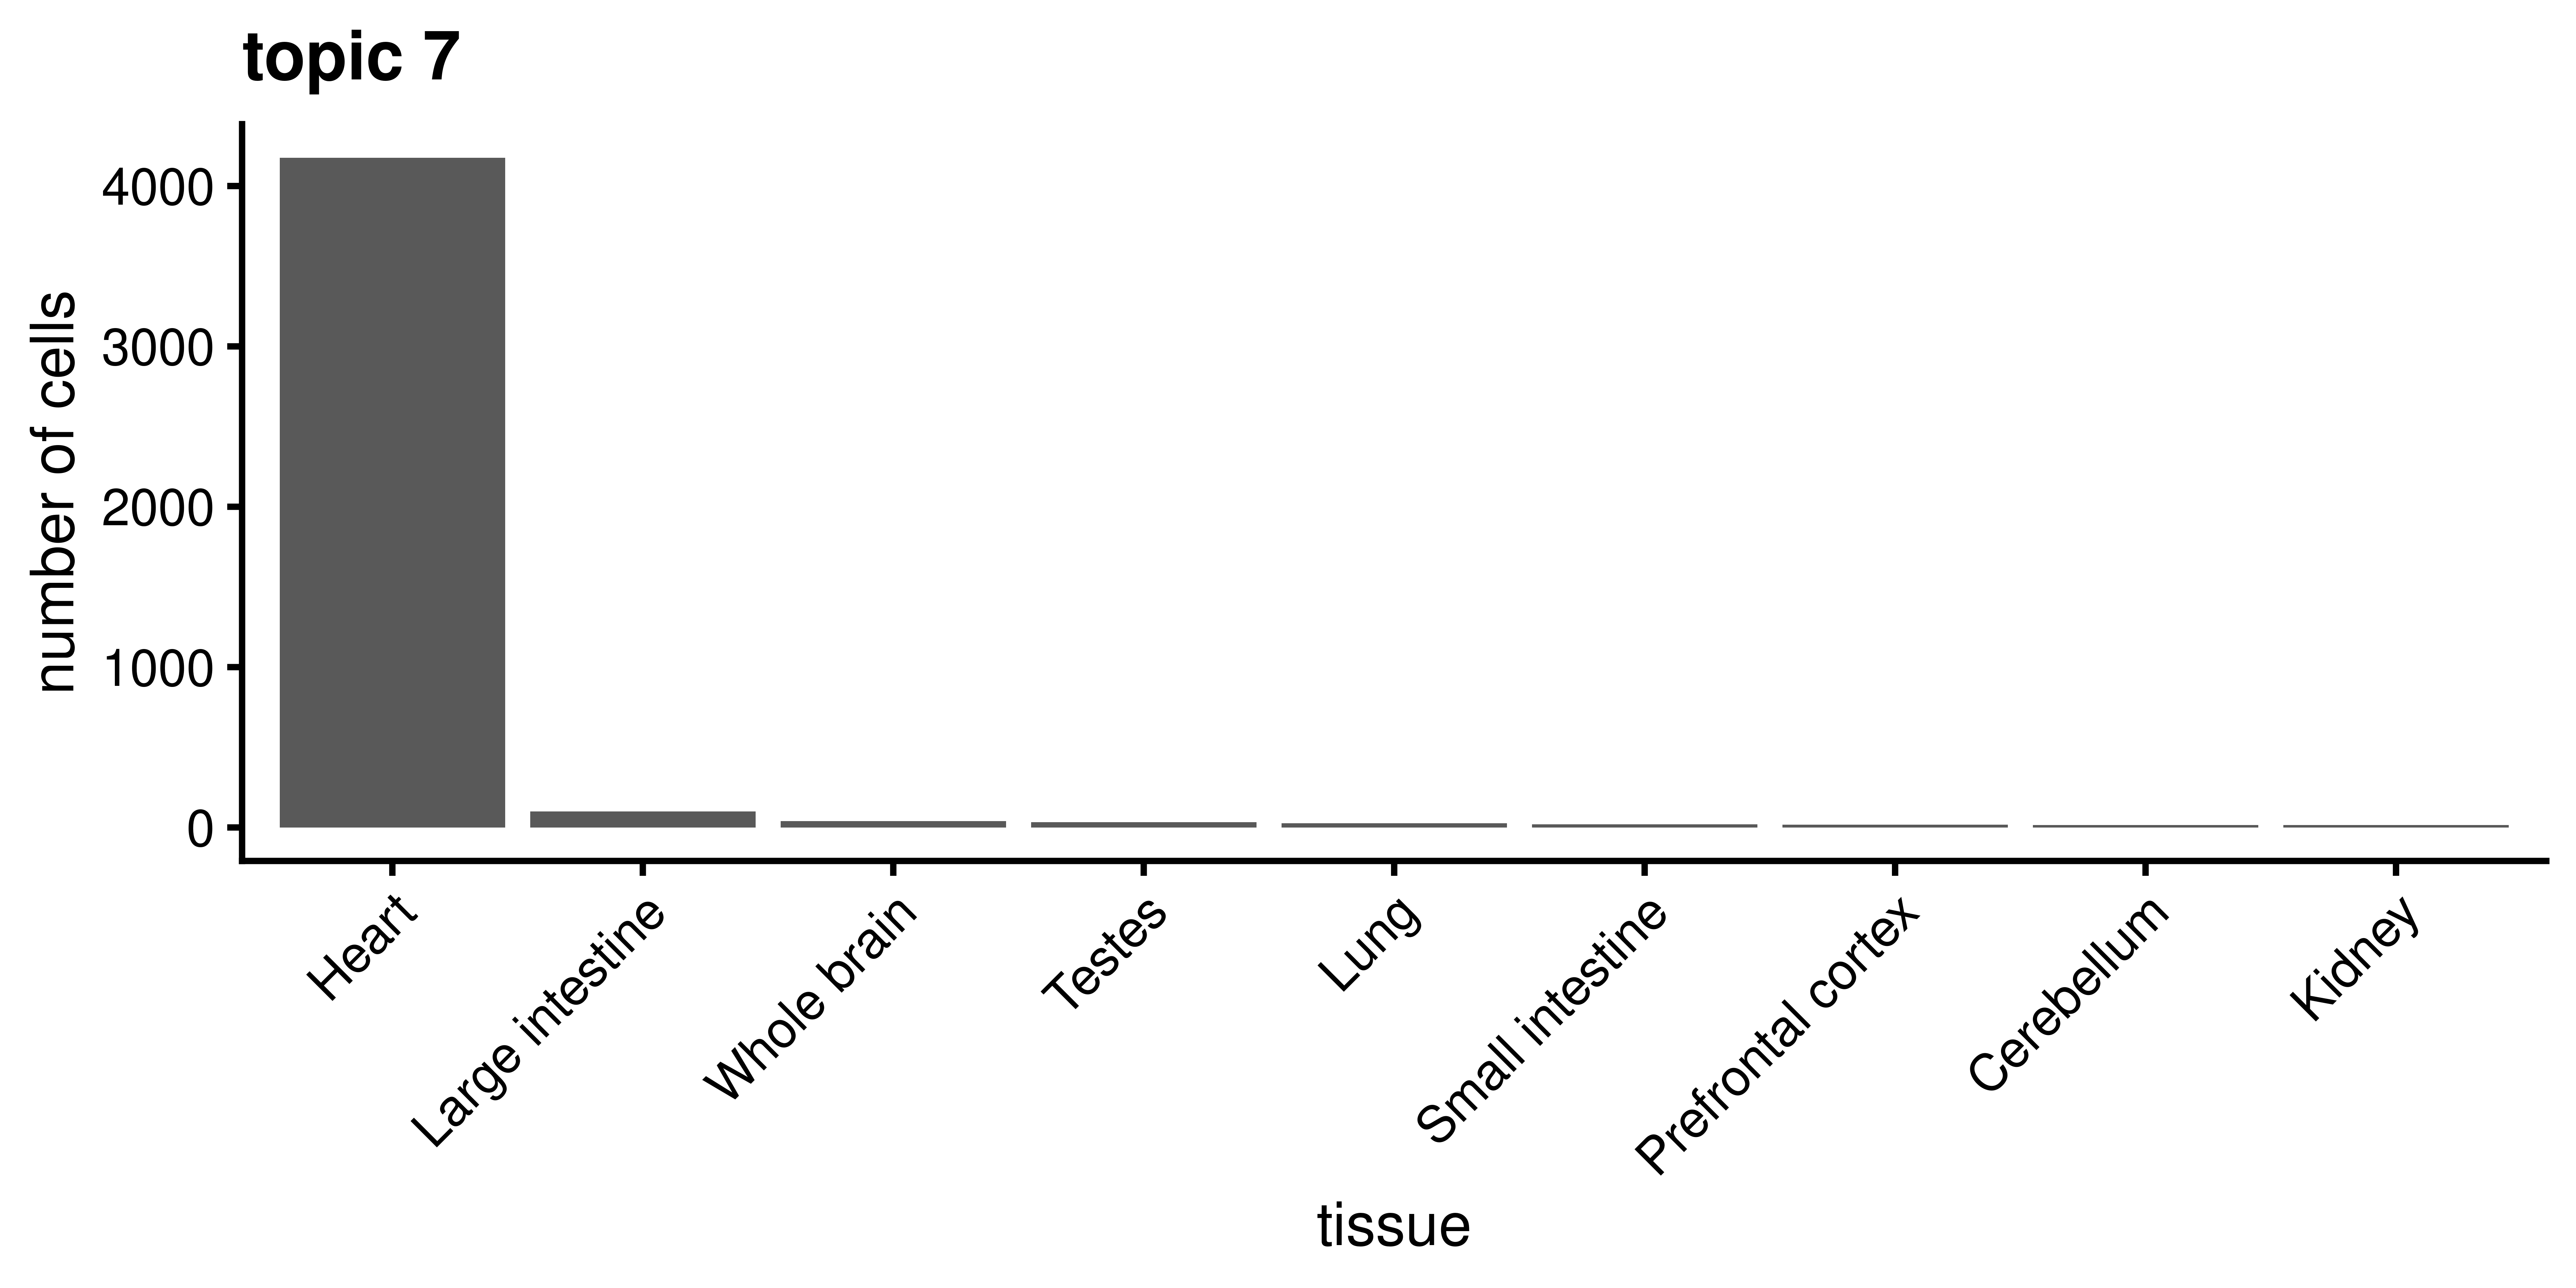 topic 7
number of cells
4000
3000
2000
1000
0
Heart
Large intestine
Whole brain
Testes
Lung
Small intestine
Prefrontal cortex
Cerebellum
Kidney
tissue